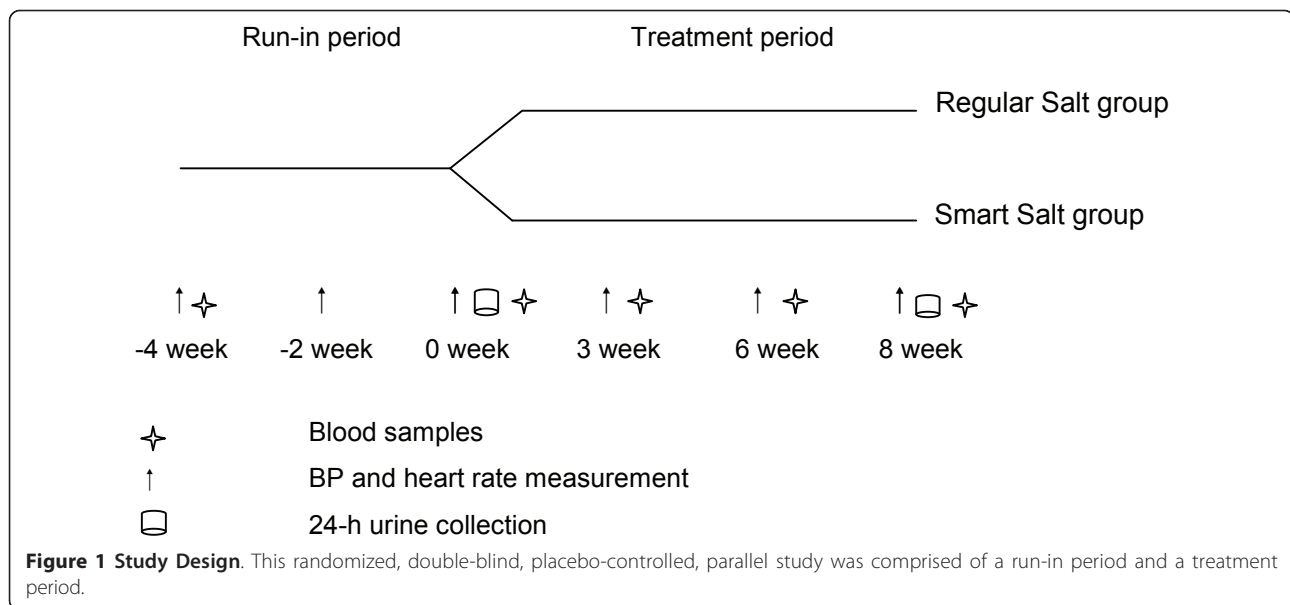 Run-in period Treatment period
Regular Salt group
Smart Salt group
-4 week -2 week 0 week 3 week 6 week 8 week
Blood samples
BP and heart rate measurement
24-h urine collection
Figure 1 Study Design. This randomized, double-blind, placebo-controlled, parallel study was comprised of a run-in period and a treatment
period.